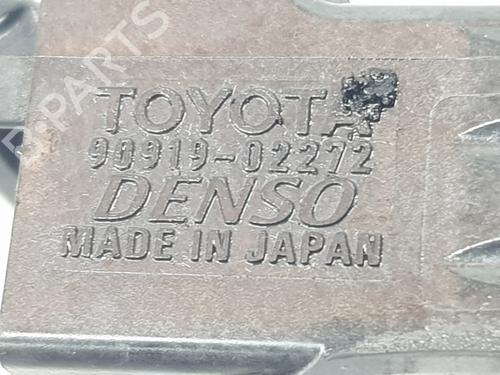 TOYOTA
90919-02272
DENSO
MADE IN JAPAN